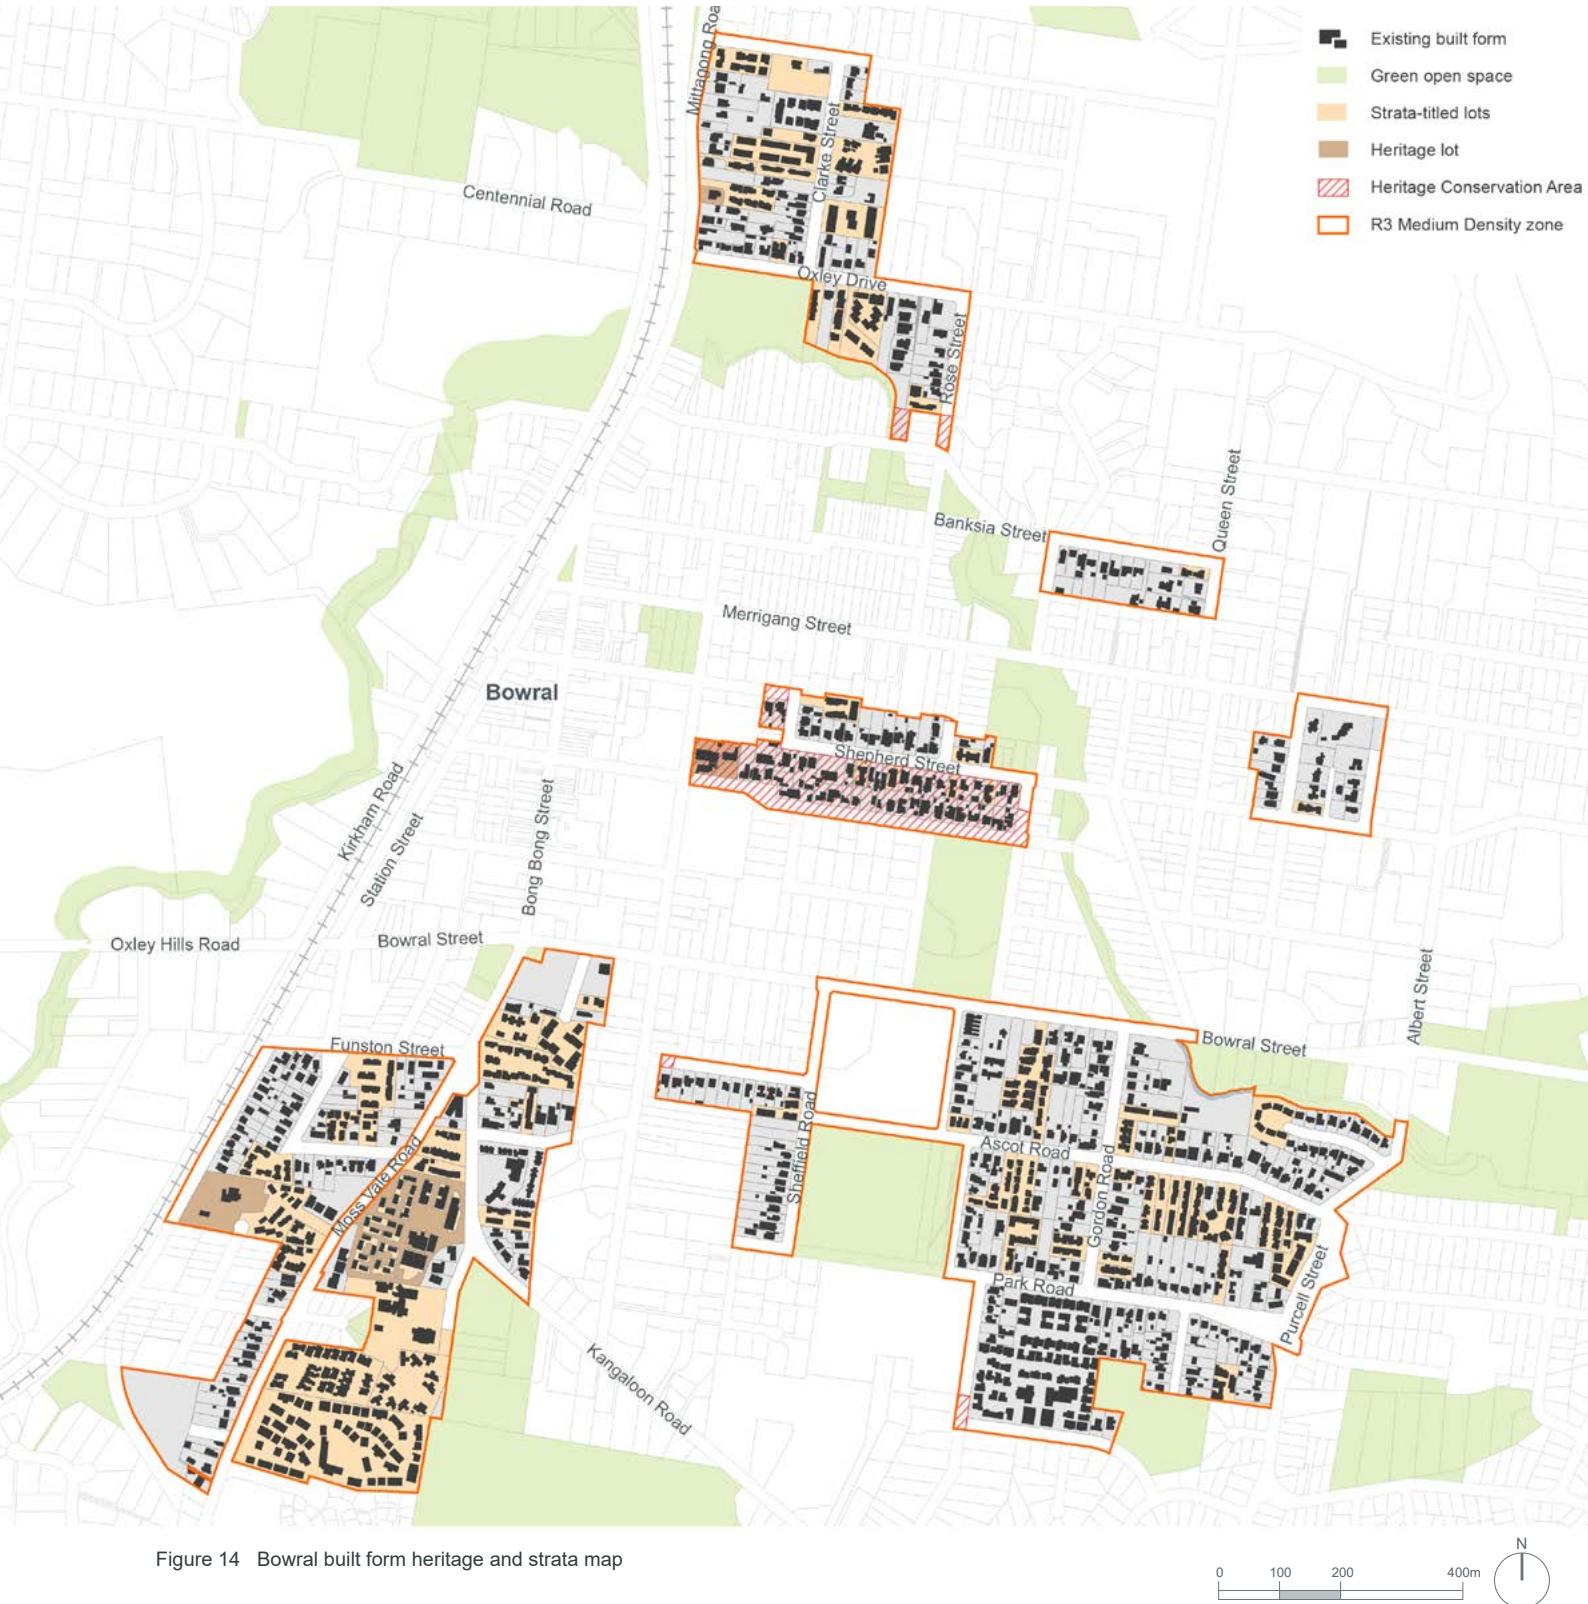 Mittagong Roa
Existing built form
Green open space
Strata-titled lots
Heritage lot
Heritage Conservation Area
R3 Medium Density zone
Clarke Street
Centennial Road
Oxley Drive
Rose Street
Queen Street
Banksia Street
Merrigang Street
Bowral
Shepherd Street
Kirkham Road
Station Street
Bong Bong Street
Oxley Hills Road
Bowral Street
Albert Street
Bowral Street
Funston Street
Sheffield Road
Ascot Road
Gordon Road
Moss Vale Road
Park Road
Purcell Street
Kangaloon Road
Figure 14 Bowral built form heritage and strata map
0 100 200 400m
N